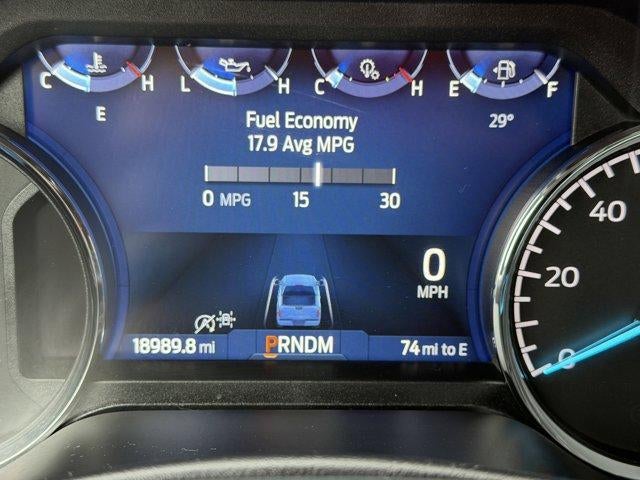 C H L H C H E F
E 29°
Fuel Economy
17.9 Avg MPG
0 MPG 15 30
0
MPH
18989.8 mi PRNDM 74 mi to E
40
20
0